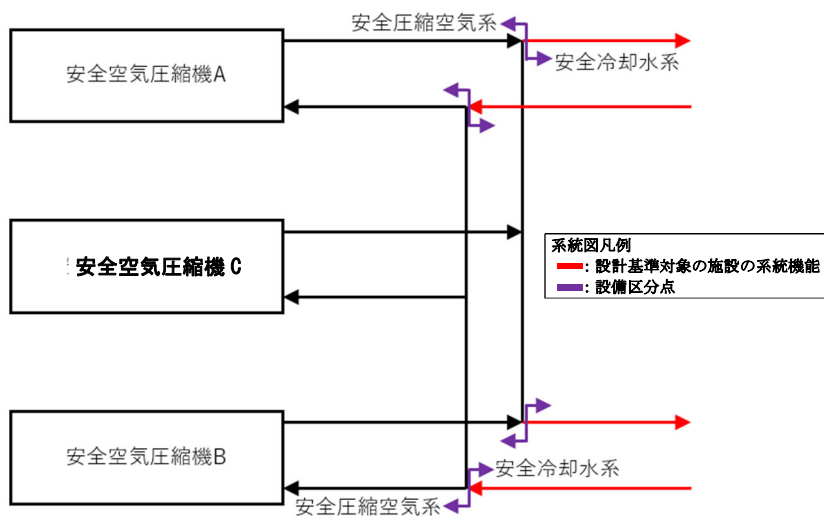 安全圧縮空気系
安全冷却水系
安全空気圧縮機A
安全空気圧縮機C
系統図凡例
: 設計基準対象の施設の系統機能
: 設備区分点
安全空気圧縮機B
安全冷却水系
安全圧縮空気系